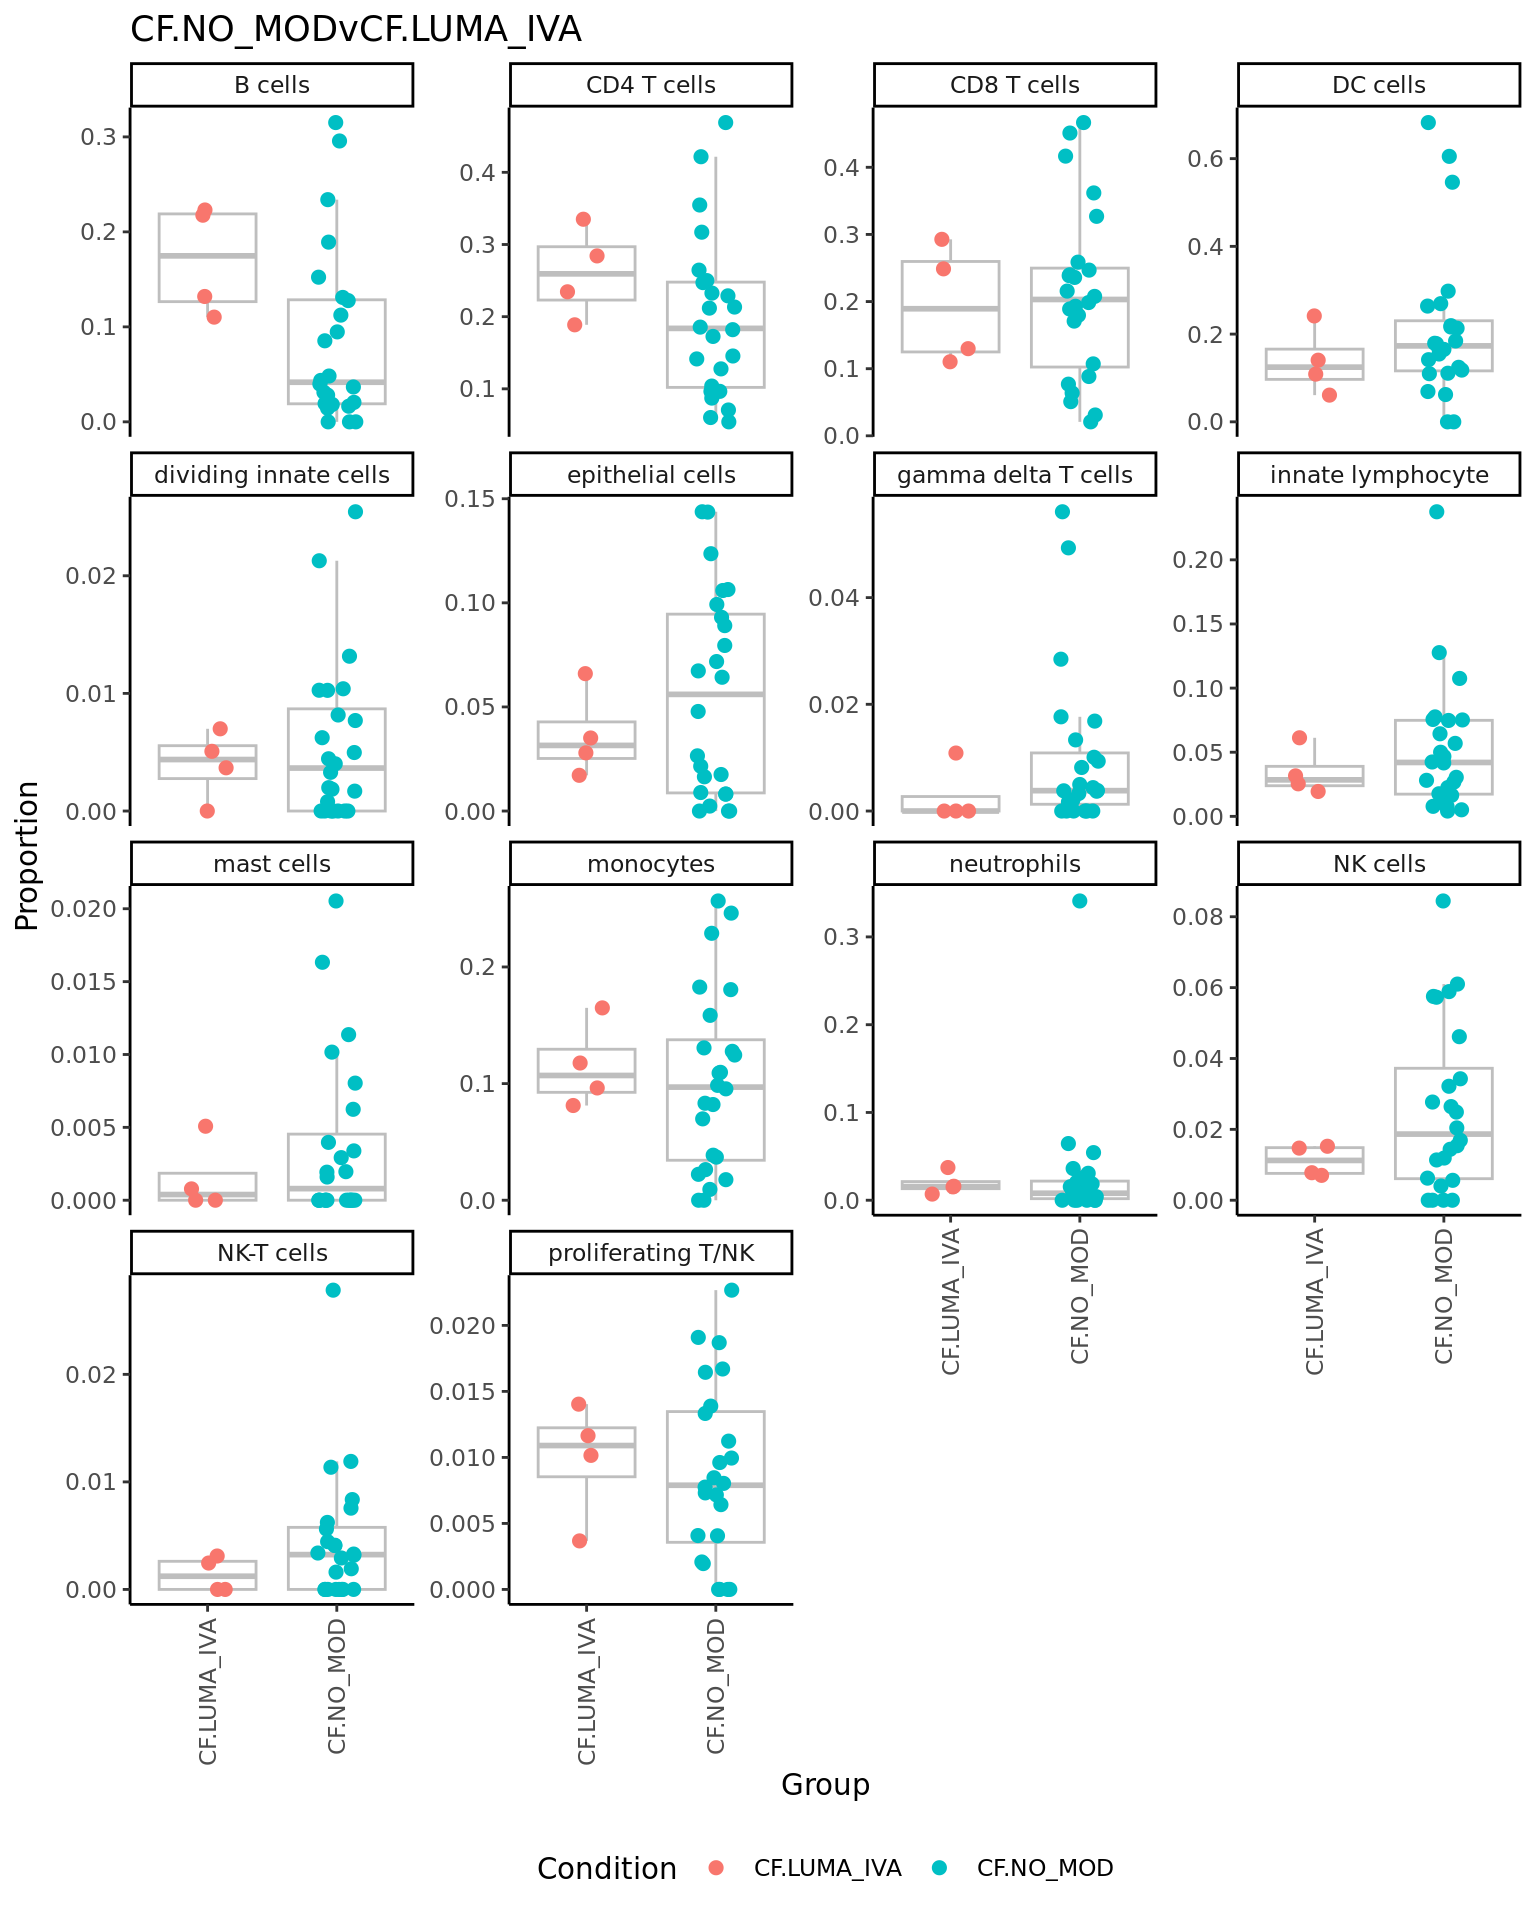 CF.NO_MODvCF.LUMA_IVA
B cells
CD4 T cells
CD8 T cells
DC cells
0.3
0.2
0.1
0.0
0.4
0.3
0.2
0.1
0.4
0.3
0.2
0.1
0.0
0.6
0.4
0.2
0.0
dividing innate cells
epithelial cells
gamma delta T cells
innate lymphocyte
0.02
0.01
0.00
0.15
0.10
0.05
0.00
0.04
0.02
0.00
0.20
0.15
0.10
0.05
0.00
Proportion
mast cells
monocytes
neutrophils
NK cells
0.020
0.015
0.010
0.005
0.000
0.2
0.1
0.0
0.3
0.2
0.1
0.0
0.08
0.06
0.04
0.02
0.00
CF.LUMA_IVA
CF.NO_MOD
CF.LUMA_IVA
CF.NO_MOD
NK-T cells
proliferating T/NK
0.02
0.01
0.00
0.020
0.015
0.010
0.005
0.000
CF.LUMA_IVA
CF.NO_MOD
CF.LUMA_IVA
CF.NO_MOD
Group
Condition
CF.LUMA_IVA
CF.NO_MOD